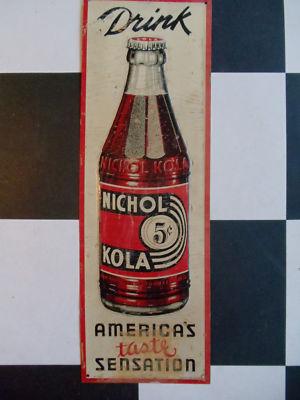 Drink
NICHOL KOLA
NICHOL
5¢
KOLA
AMERICA'S
taste
SENSATION